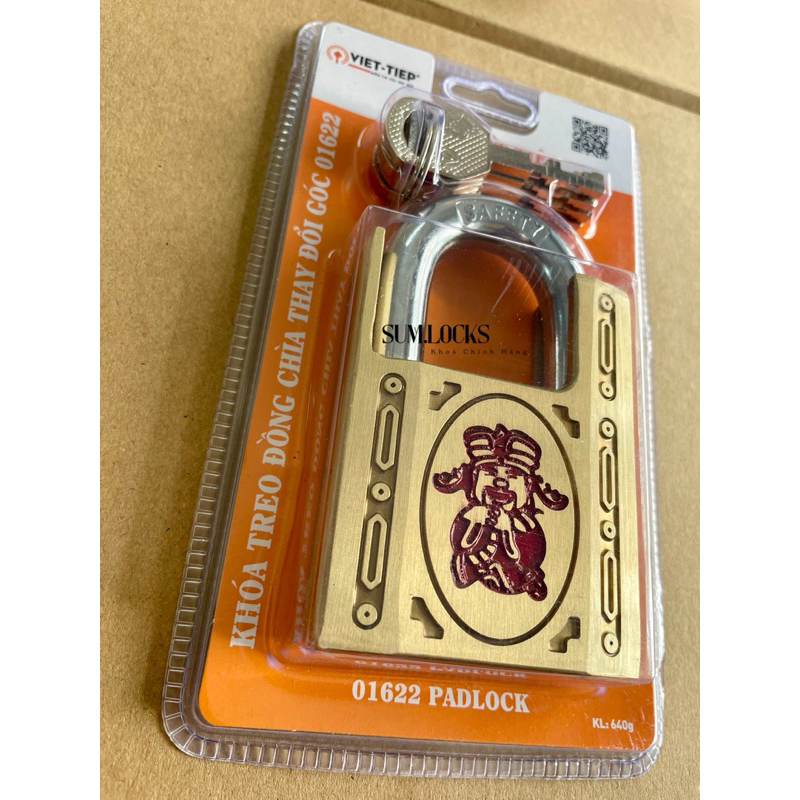 VIET-TIEP®
SAFETY
SUM.LOCKS
Khoá Chính Hãng
KHÓA TREO ĐỒNG CHÌA THAY ĐỔI GÓC 01622
01622 PADLOCK
KL: 640g